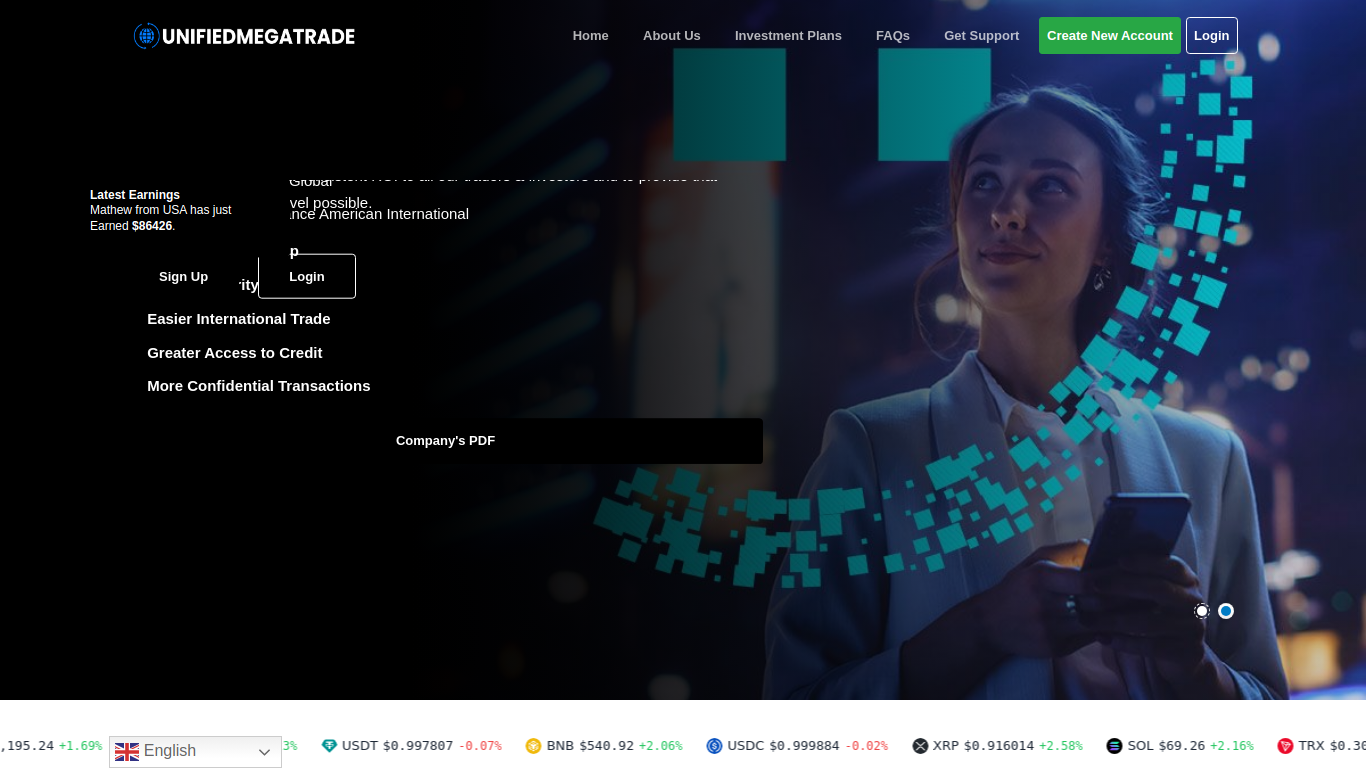 UNIFIEDMEGATRADE
Home About Us Investment Plans FAQs Get Support Create New Account Login
Global
Latest Earnings
Mathew from USA has just
Earned $86426.
vel possible.
nce American International
p
Sign Up
Login
rity
Easier International Trade
Greater Access to Credit
More Confidential Transactions
Company's PDF
,195.24 +1.69% 3% USDT $0.997807 -0.07% BNB $540.92 +2.06% USDC $0.999884 -0.02% XRP $0.916014 +2.58% SOL $69.26 +2.16% TRX $0.30
English